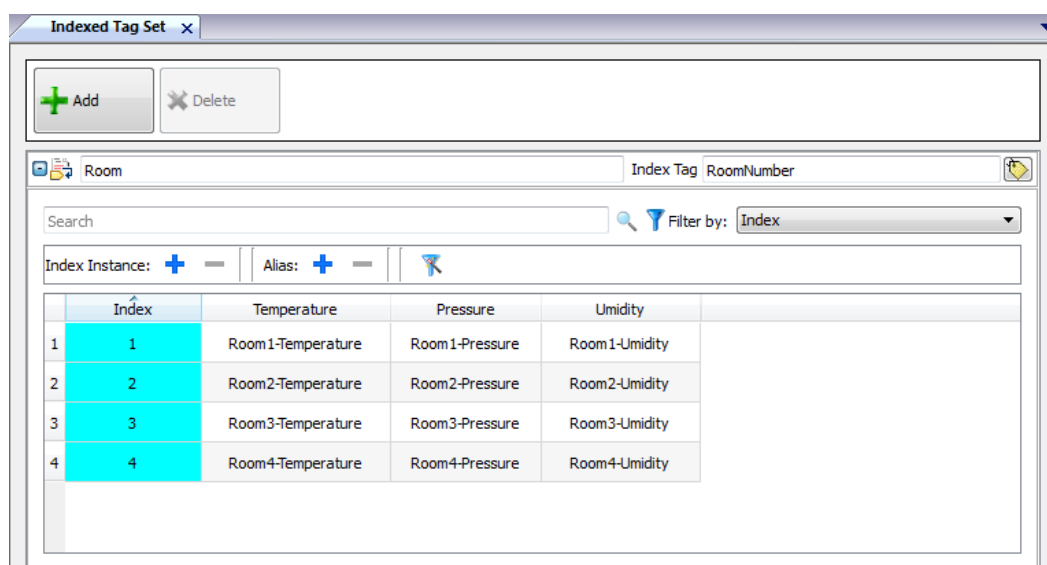 Indexed Tag Set x
Add Delete
Room Index Tag RoomNumber
Search Filter by: Index
Index Instance: Alias:
Index Temperature Pressure Umidity
1 1 Room1-Temperature Room1-Pressure Room1-Umidity
2 2 Room2-Temperature Room2-Pressure Room2-Umidity
3 3 Room3-Temperature Room3-Pressure Room3-Umidity
4 4 Room4-Temperature Room4-Pressure Room4-Umidity